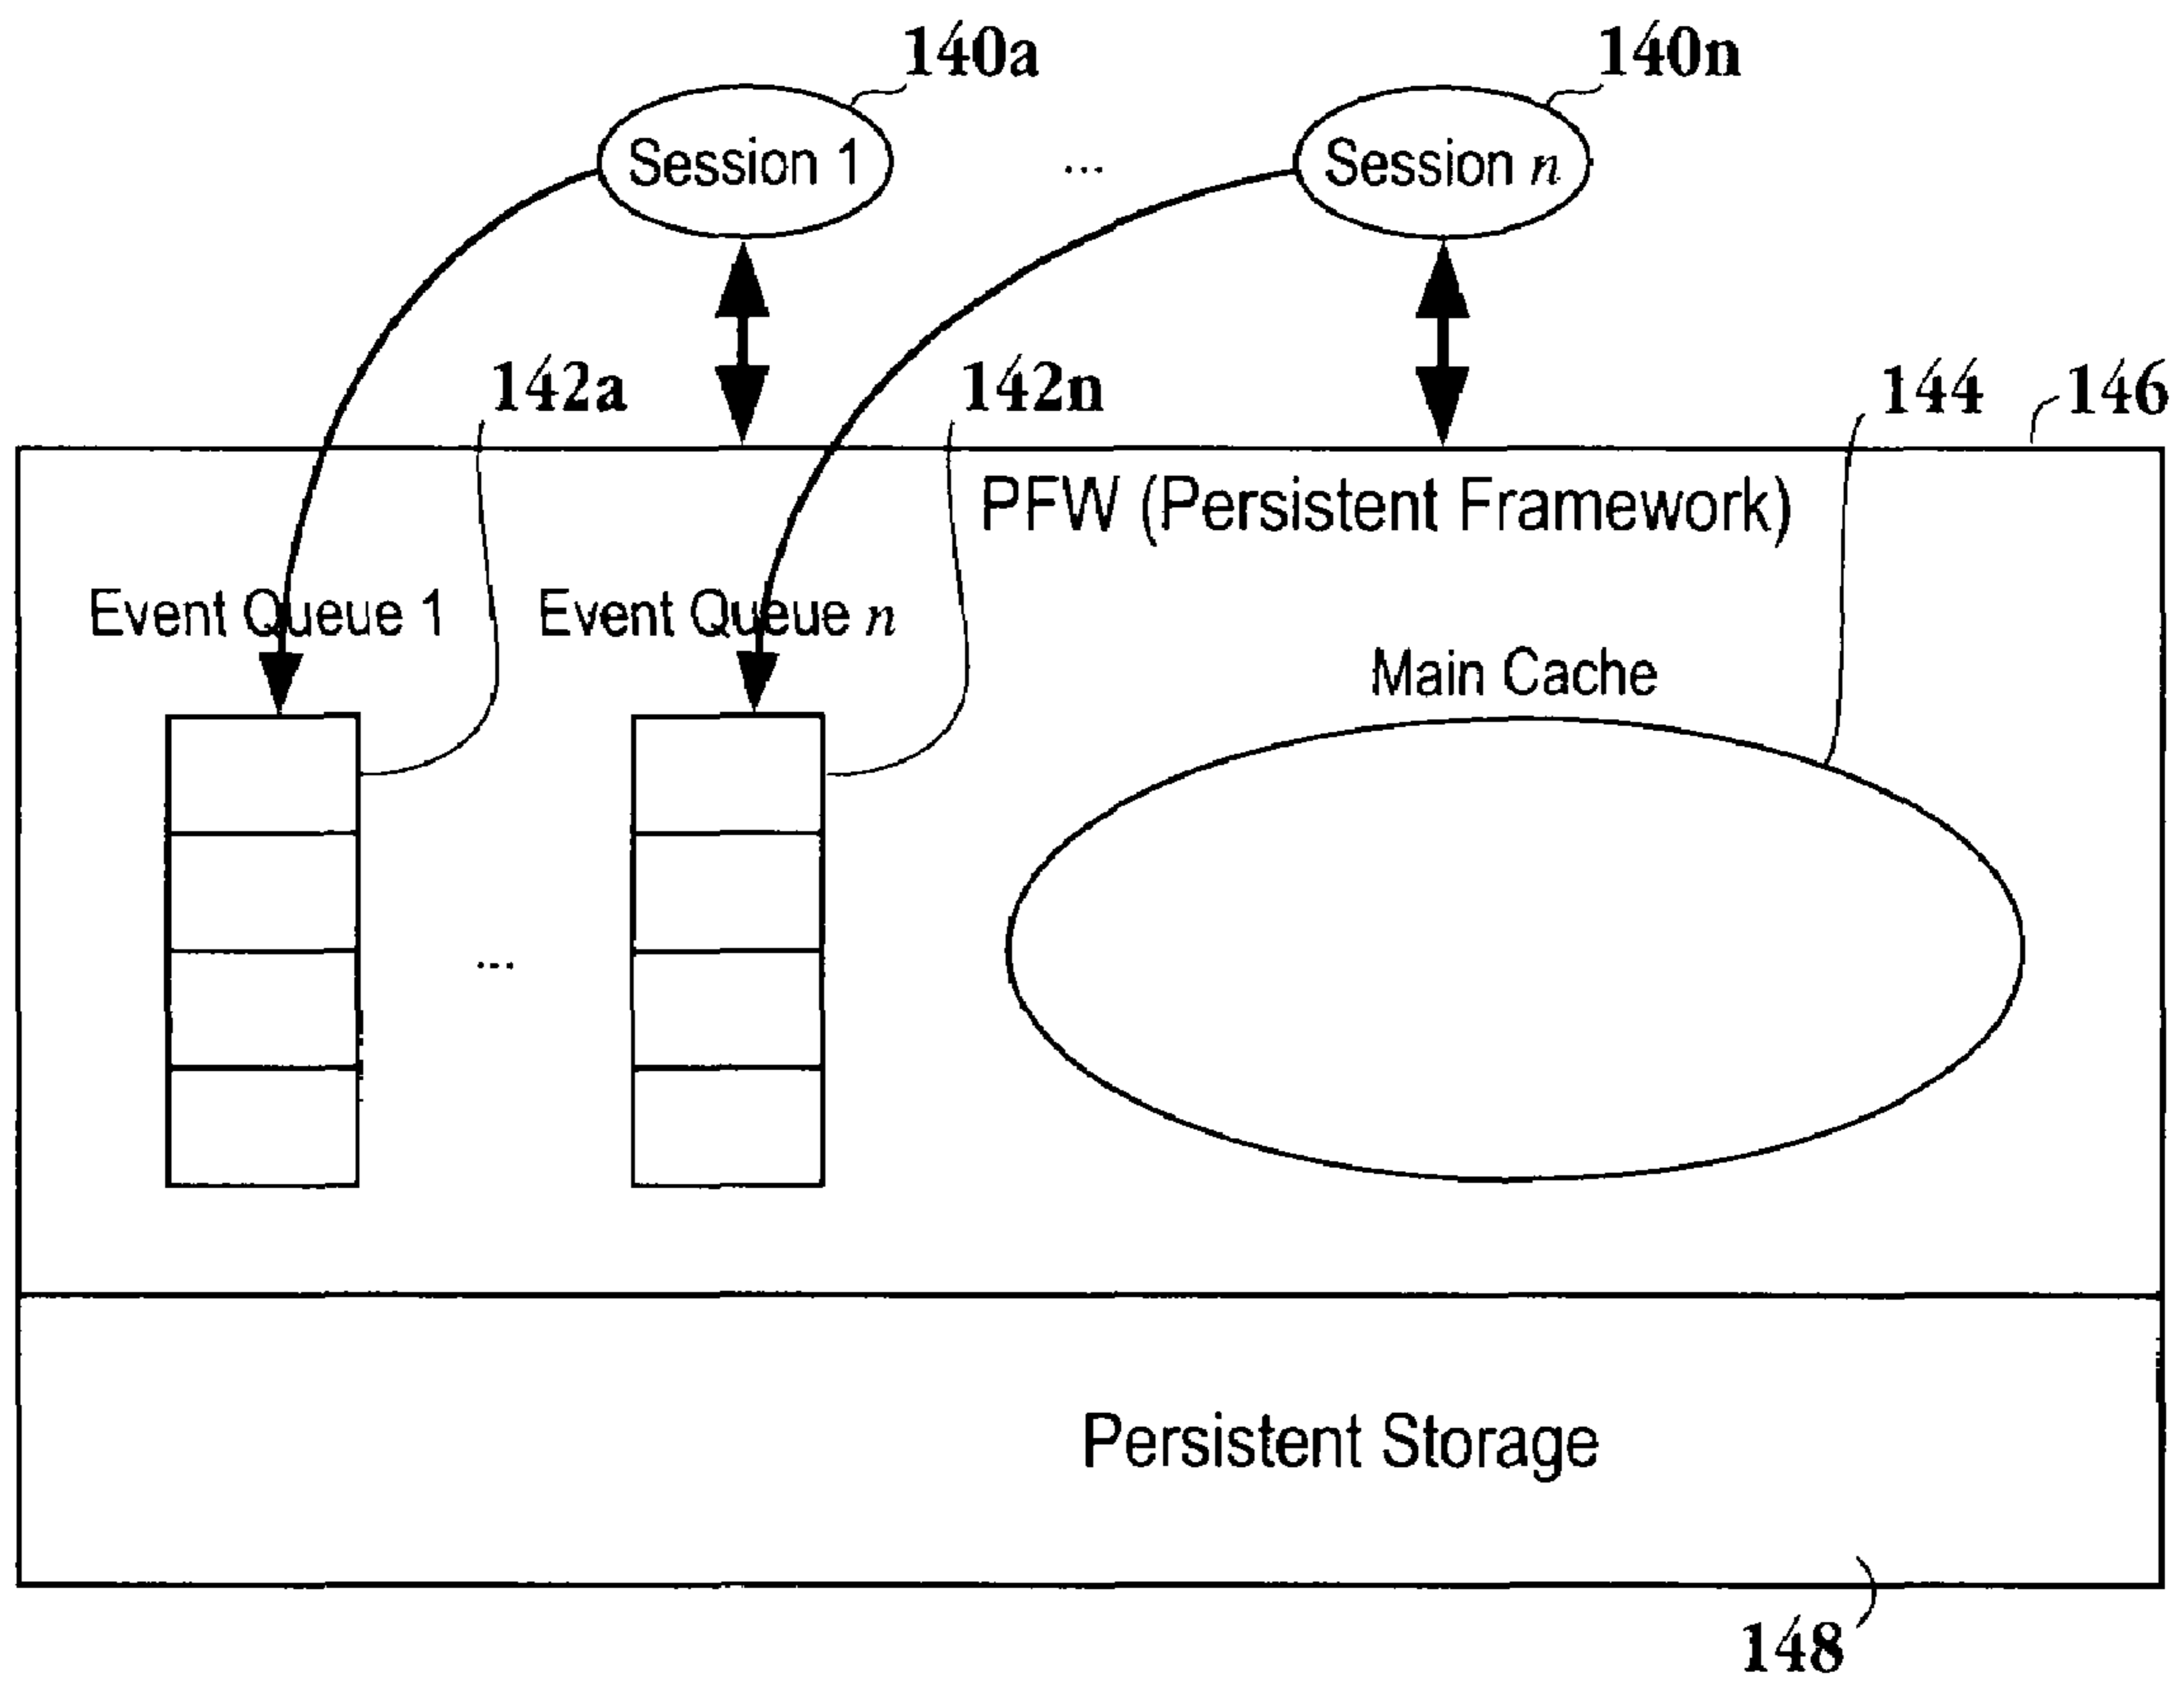 140a
140n
Session 1
...
Session n
142a
142n
144
146
PFW (Persistent Framework)
Event Queue 1
Event Queue n
Main Cache
...
Persistent Storage
148